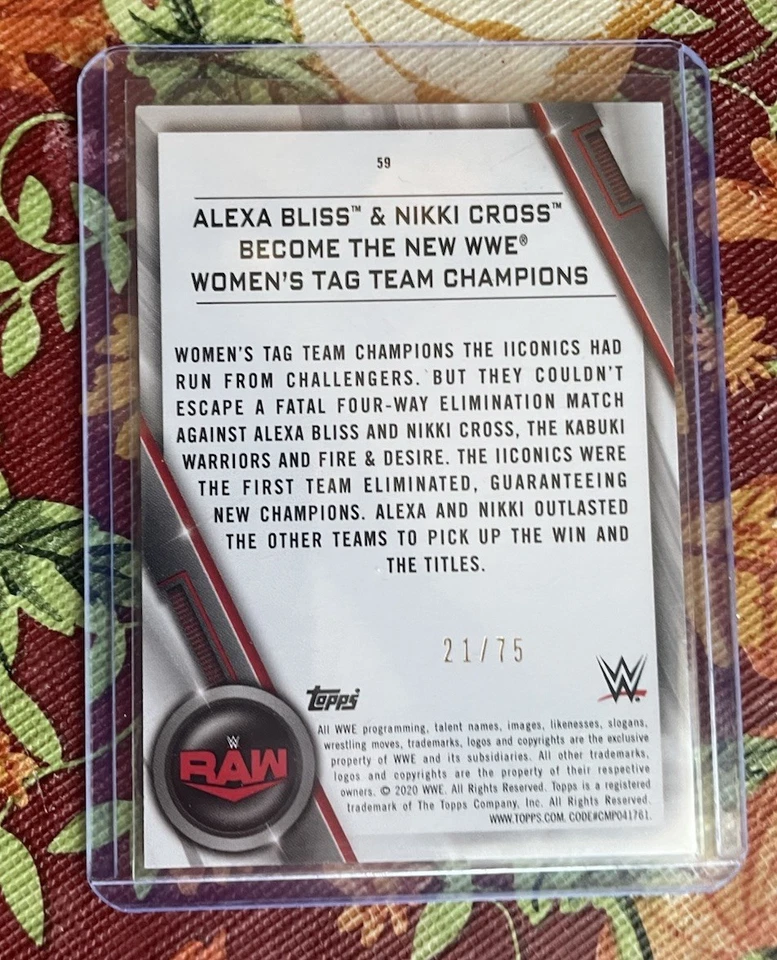 59
ALEXA BLISS™ & NIKKI CROSS™
BECOME THE NEW WWE®
WOMEN'S TAG TEAM CHAMPIONS
WOMEN'S TAG TEAM CHAMPIONS THE IICONICS HAD
RUN FROM CHALLENGERS. BUT THEY COULDN'T
ESCAPE A FATAL FOUR-WAY ELIMINATION MATCH
AGAINST ALEXA BLISS AND NIKKI CROSS, THE KABUKI
WARRIORS AND FIRE & DESIRE. THE IICONICS WERE
THE FIRST TEAM ELIMINATED, GUARANTEEING
NEW CHAMPIONS. ALEXA AND NIKKI OUTLASTED
THE OTHER TEAMS TO PICK UP THE WIN AND
THE TITLES.
21/75
Topps®
W
W
RAW
All WWE programming, talent names, images, likenesses, slogans,
wrestling moves, trademarks, logos and copyrights are the exclusive
property of WWE and its subsidiaries. All other trademarks,
logos and copyrights are the property of their respective
owners. © 2020 WWE. All Rights Reserved. Topps is a registered
trademark of The Topps Company, Inc. All Rights Reserved.
WWW.TOPPS.COM. CODE#CMP041761.